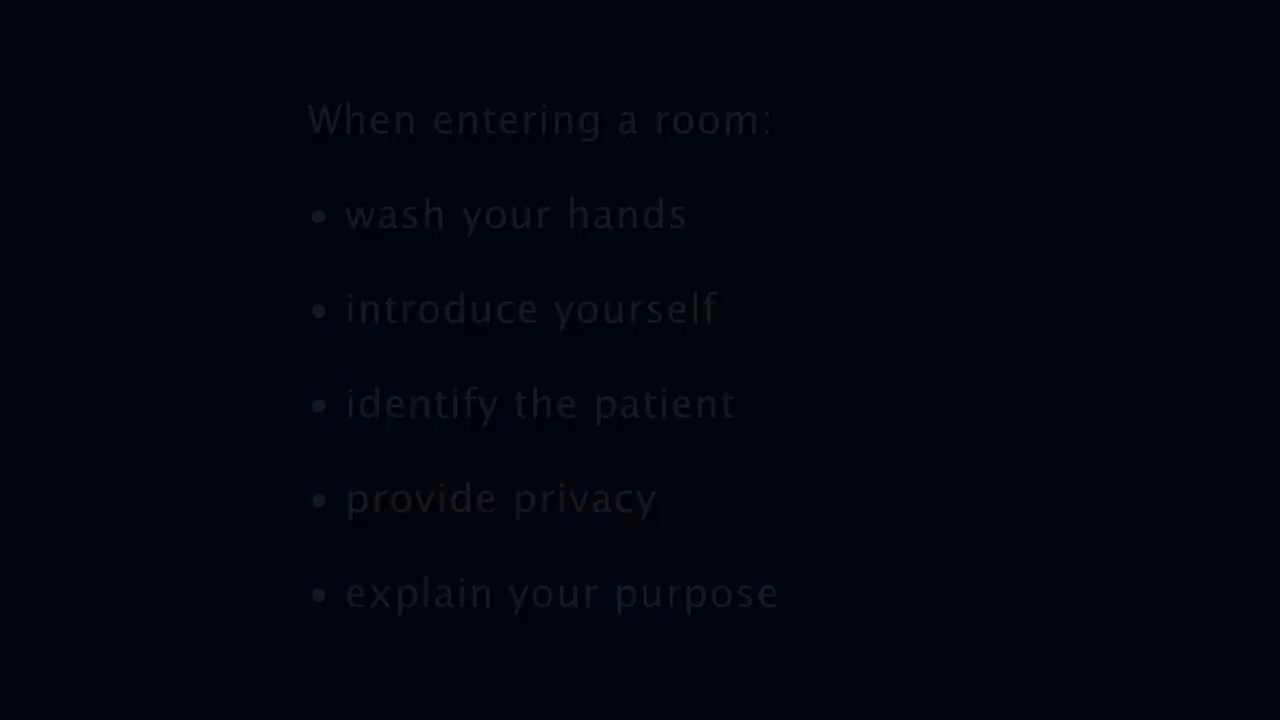 When entering a room:
• wash your hands
• introduce yourself
• identify the patient
• provide privacy
• explain your purpose